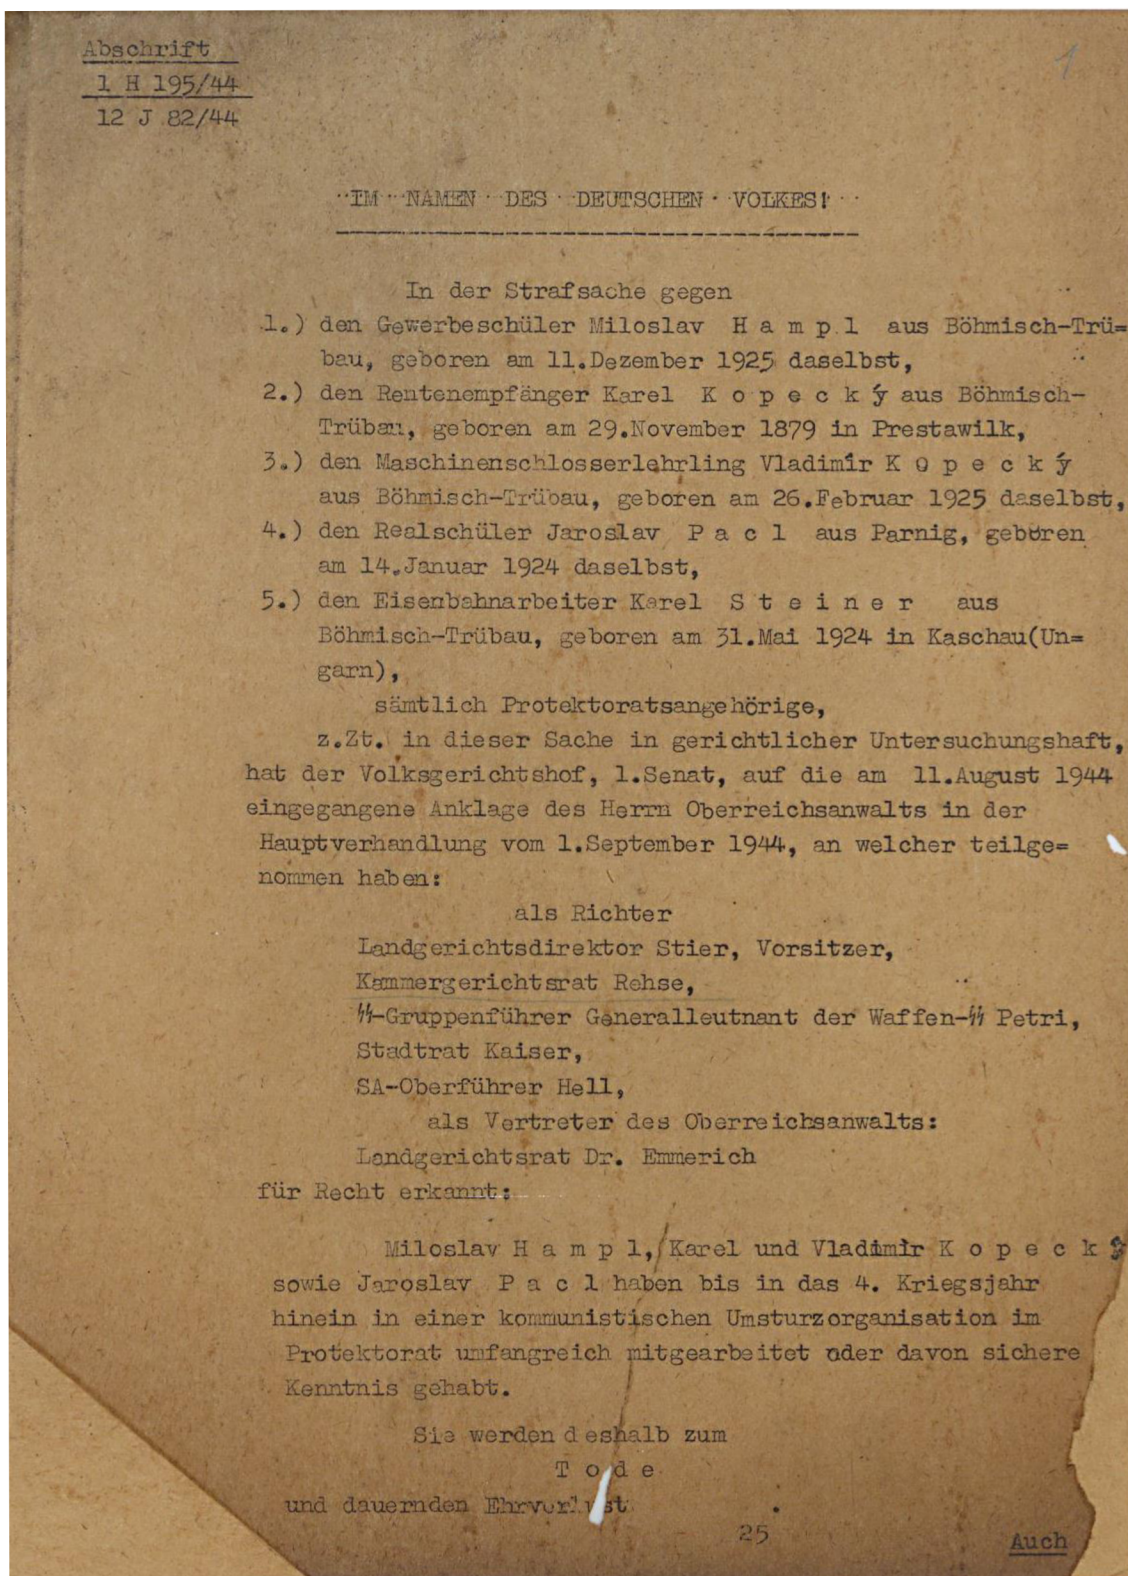 Abschrift
1 H 195/44
12 J 82/44
1
IM NAMEN DES DEUTSCHEN VOLKES!
In der Strafsache gegen
1.) den Gewerbeschüler Miloslav H a m p l aus Böhmisch-Trü=
bau, geboren am 11.Dezember 1925 daselbst,
2.) den Rentenempfänger Karel K o p e c k ý aus Böhmisch-
Trübau, geboren am 29.November 1879 in Prestawilk,
3.) den Maschinenschlosserlehrling Vladimir K o p e c k ý
aus Böhmisch-Trübau, geboren am 26.Februar 1925 daselbst,
4.) den Realschüler Jaroslav P a c l aus Parnig, geboren
am 14.Januar 1924 daselbst,
5.) den Eisenbahnarbeiter Karel S t e i n e r aus
Böhmisch-Trübau, geboren am 31.Mai 1924 in Kaschau(Un=
garn),
sämtlich Protektoratsangehörige,
z.Zt. in dieser Sache in gerichtlicher Untersuchungshaft,
hat der Volksgerichtshof, 1.Senat, auf die am 11.August 1944
eingegangene Anklage des Herrn Oberreichsanwalts in der
Hauptverhandlung vom 1.September 1944, an welcher teilge=
nommen haben:
als Richter
Landgerichtsdirektor Stier, Vorsitzer,
Kammergerichtsrat Rehse,
ϟϟ-Gruppenführer Generalleutnant der Waffen-ϟϟ Petri,
Stadtrat Kaiser,
SA-Oberführer Hell,
als Vertreter des Oberreichsanwalts:
Landgerichtsrat Dr. Emmerich
für Recht erkannt:
Miloslav H a m p l, Karel und Vladimir K o p e c k ý
sowie Jaroslav P a c l haben bis in das 4. Kriegsjahr
hinein in einer kommunistischen Umsturzorganisation im
Protektorat umfangreich mitgearbeitet oder davon sichere
Kenntnis gehabt.
Sie werden deshalb zum
T o d e
und dauernden Ehrverlust
25
Auch